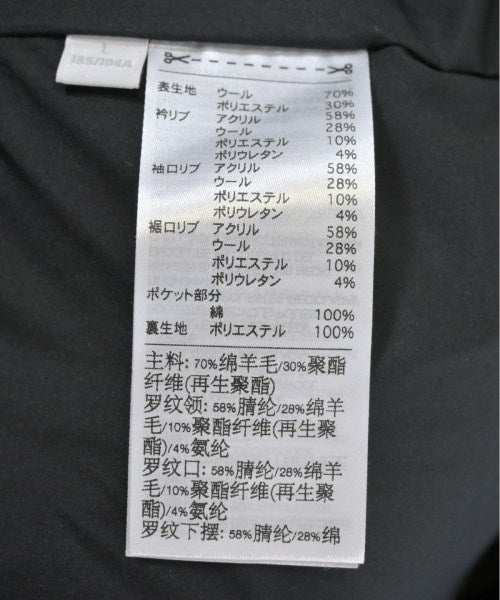 L
185/104A
表生地 ウール 70%
ポリエステル 30%
衿リブ アクリル 58%
ウール 28%
ポリエステル 10%
ポリウレタン 4%
袖口リブ アクリル 58%
ウール 28%
ポリエステル 10%
ポリウレタン 4%
裾口リブ アクリル 58%
ウール 28%
ポリエステル 10%
ポリウレタン 4%
ポケット部分
綿 100%
裏生地 ポリエステル 100%
主料: 70%绵羊毛/30%聚酯
纤维(再生聚酯)
罗纹领: 58%腈纶/28%绵羊
毛/10%聚酯纤维(再生聚
酯)/4%氨纶
罗纹口: 58%腈纶/28%绵羊
毛/10%聚酯纤维(再生聚
酯)/4%氨纶
罗纹下摆: 58%腈纶/28%绵